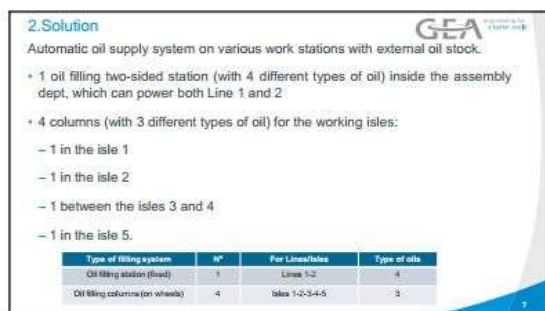 2.Solution
GEA
engineering for
a better world
Automatic oil supply system on various work stations with external oil stock.
• 1 oil filling two-sided station (with 4 different types of oil) inside the assembly
dept, which can power both Line 1 and 2
• 4 columns (with 3 different types of oil) for the working isles:
– 1 in the isle 1
– 1 in the isle 2
– 1 between the isles 3 and 4
– 1 in the isle 5.
Type of filling system N° For Lines/Isles Type of oils
Oil filling station (fixed) 1 Lines 1-2 4
Oil filling columns (on wheels) 4 Isles 1-2-3-4-5 3
7